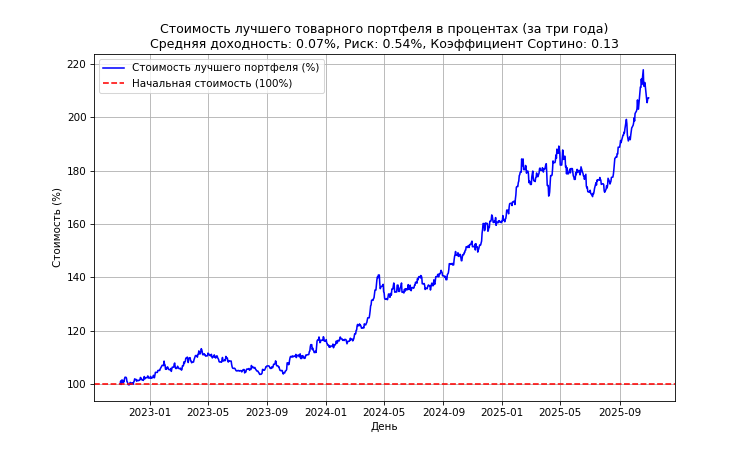 Стоимость лучшего товарного портфеля в процентах (за три года)
Средняя доходность: 0.07%, Риск: 0.54%, Коэффициент Сортино: 0.13
Стоимость лучшего портфеля (%)
Начальная стоимость (100%)
Стоимость (%)
220
200
180
160
140
120
100
2023-01 2023-05 2023-09 2024-01 2024-05 2024-09 2025-01 2025-05 2025-09
День